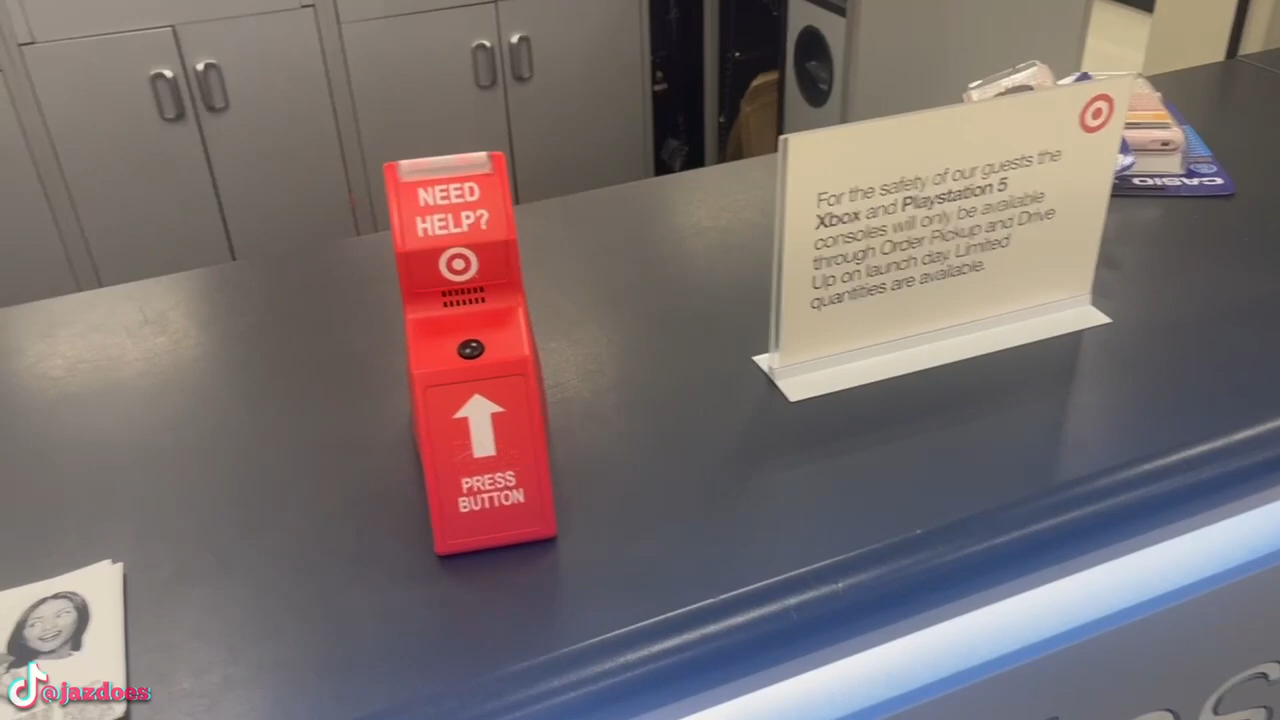 NEED
HELP?
PRESS
BUTTON
For the safety of our guests the
Xbox and Playstation 5
consoles will only be available
through Order Pickup and Drive
Up on launch day. Limited
quantities are available.
CASIO
@jazdoes